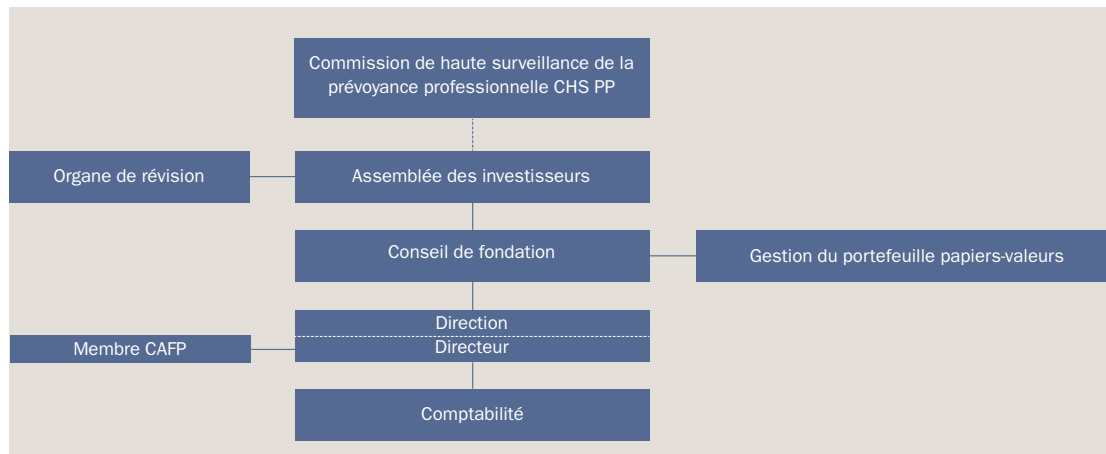 Commission de haute surveillance de la
prévoyance professionnelle CHS PP
Organe de révision
Assemblée des investisseurs
Conseil de fondation
Gestion du portefeuille papiers-valeurs
Direction
Membre CAFP
Directeur
Comptabilité